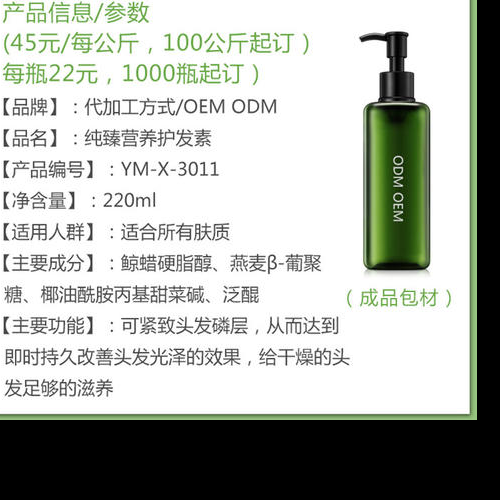 产品信息/参数
(45元/每公斤，100公斤起订）
每瓶22元，1000瓶起订）
【品牌】：代加工方式/OEM ODM
【品名】：纯臻营养护发素
【产品编号】：YM-X-3011
【净含量】：220ml
【适用人群】：适合所有肤质
【主要成分】：鲸蜡硬脂醇、燕麦β-葡聚
糖、椰油酰胺丙基甜菜碱、泛醌
【主要功能】：可紧致头发磷层，从而达到
即时持久改善头发光泽的效果，给干燥的头
发足够的滋养
ODM OEM
（成品包材）